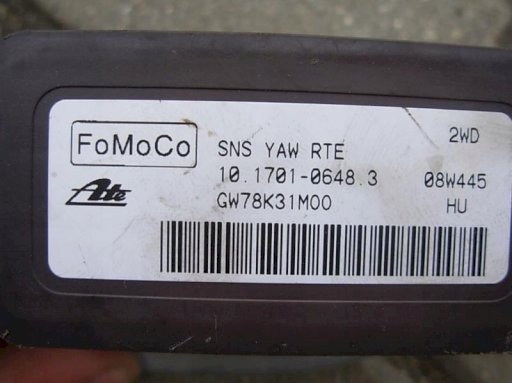 FoMoCo
SNS YAW RTE
2WD
10.1701-0648.3
08W445
Ate
GW78K31M00
HU